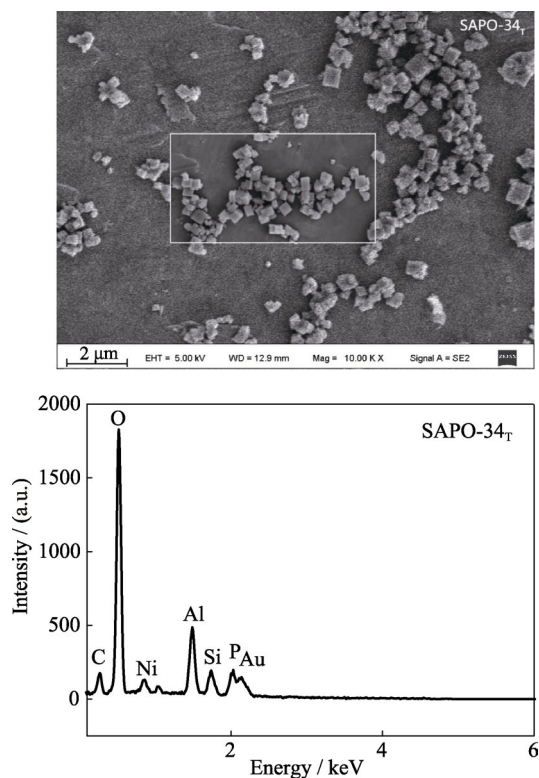 SAPO-34T
2 μm EHT = 5.00 kV WD = 12.9 mm Mag = 10.00 K X Signal A = SE2 ZEISS
2000
O
SAPO-34T
1500
Intensity / (a.u.)
1000
500
Al
C
Ni
Si
P
Au
0
2
4
6
Energy / keV